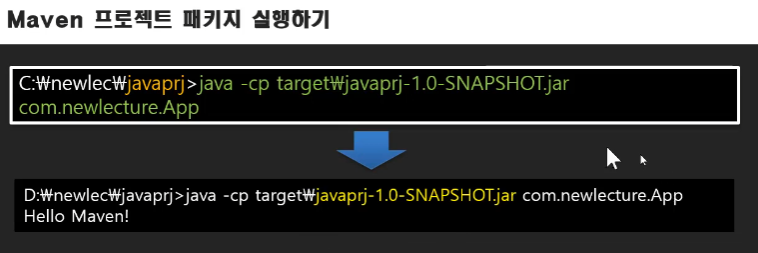 Maven 프로젝트 패키지 실행하기
C:₩newlec₩javaprj>java -cp target₩javaprj-1.0-SNAPSHOT.jar
com.newlecture.App
D:₩newlec₩javaprj>java -cp target₩javaprj-1.0-SNAPSHOT.jar com.newlecture.App
Hello Maven!